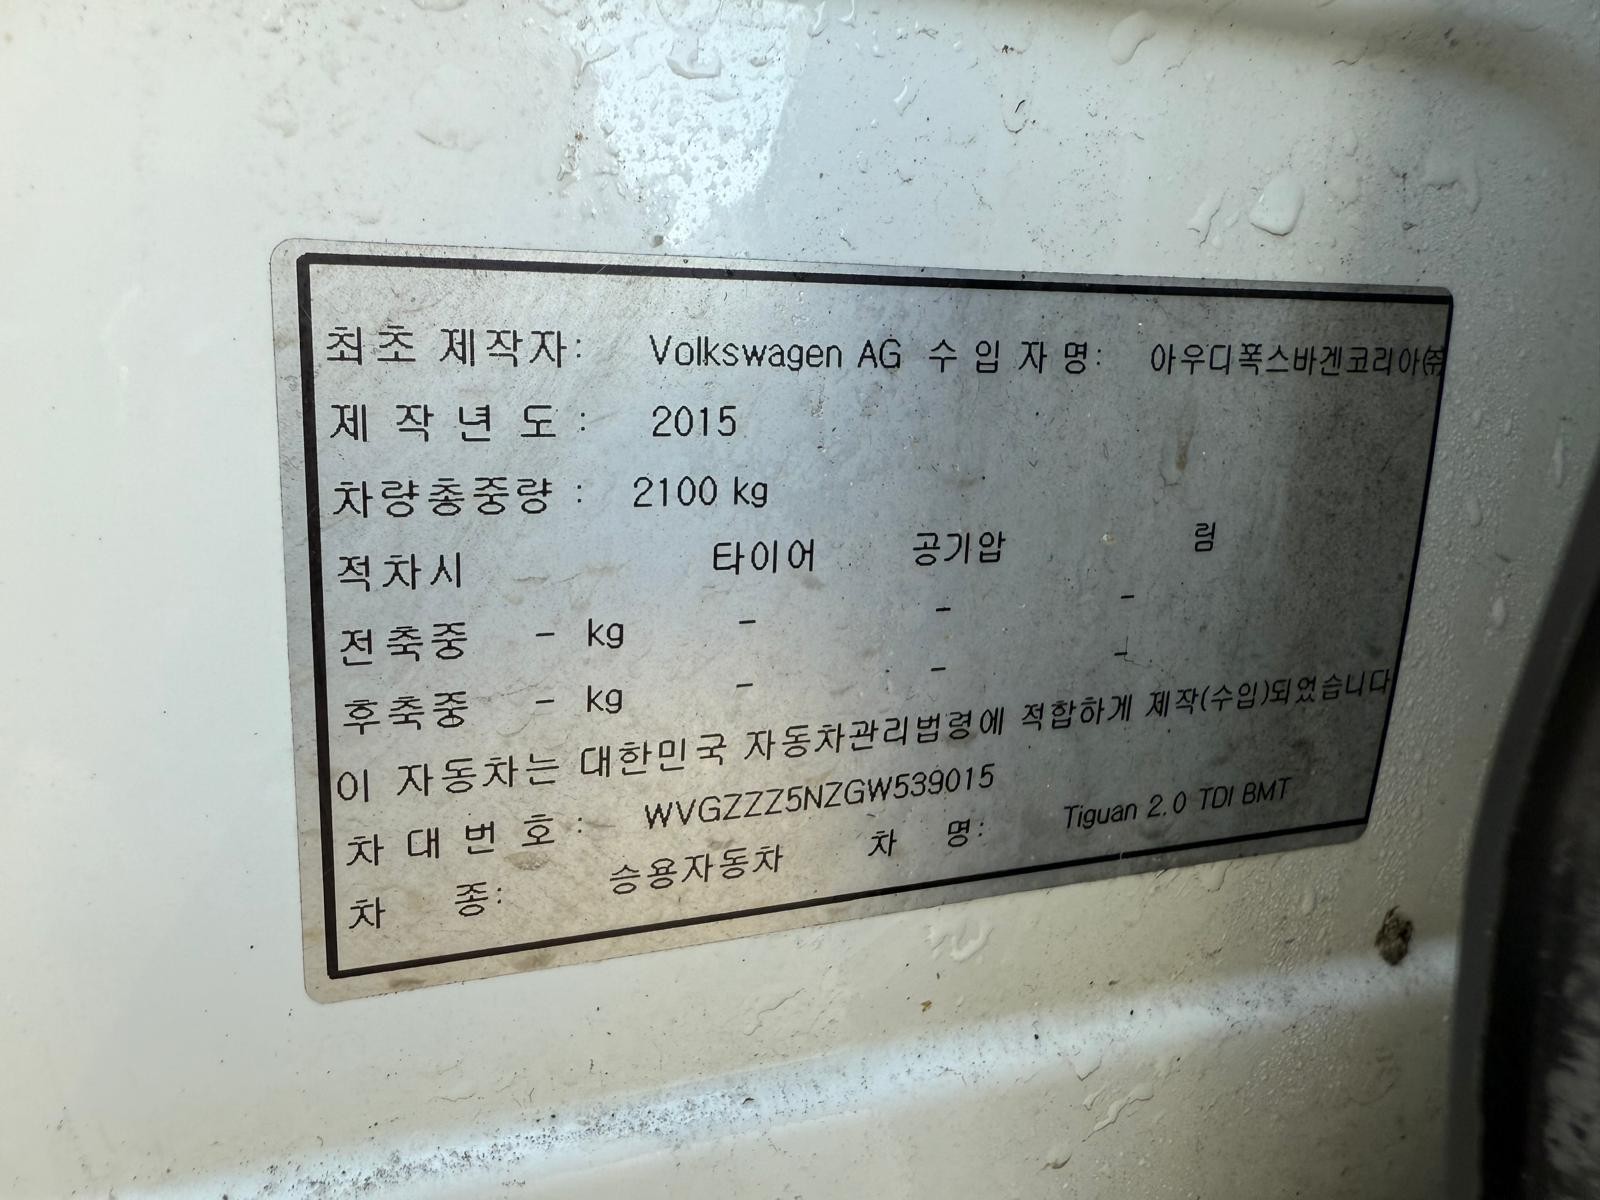 최초 제작자: Volkswagen AG 수 입 자 명: 아우디폭스바겐코리아㈜
제 작 년 도 : 2015
차량총중량 : 2100 kg
적차시 타이어 공기압 림
전축중 - kg - - -
후축중 - kg - - -
이 자동차는 대한민국 자동차관리법령에 적합하게 제작(수입)되었습니다
차 대 번 호 : WVGZZZ5NZGW539015
차 종: 승용자동차 차 명: Tiguan 2.0 TDI BMT